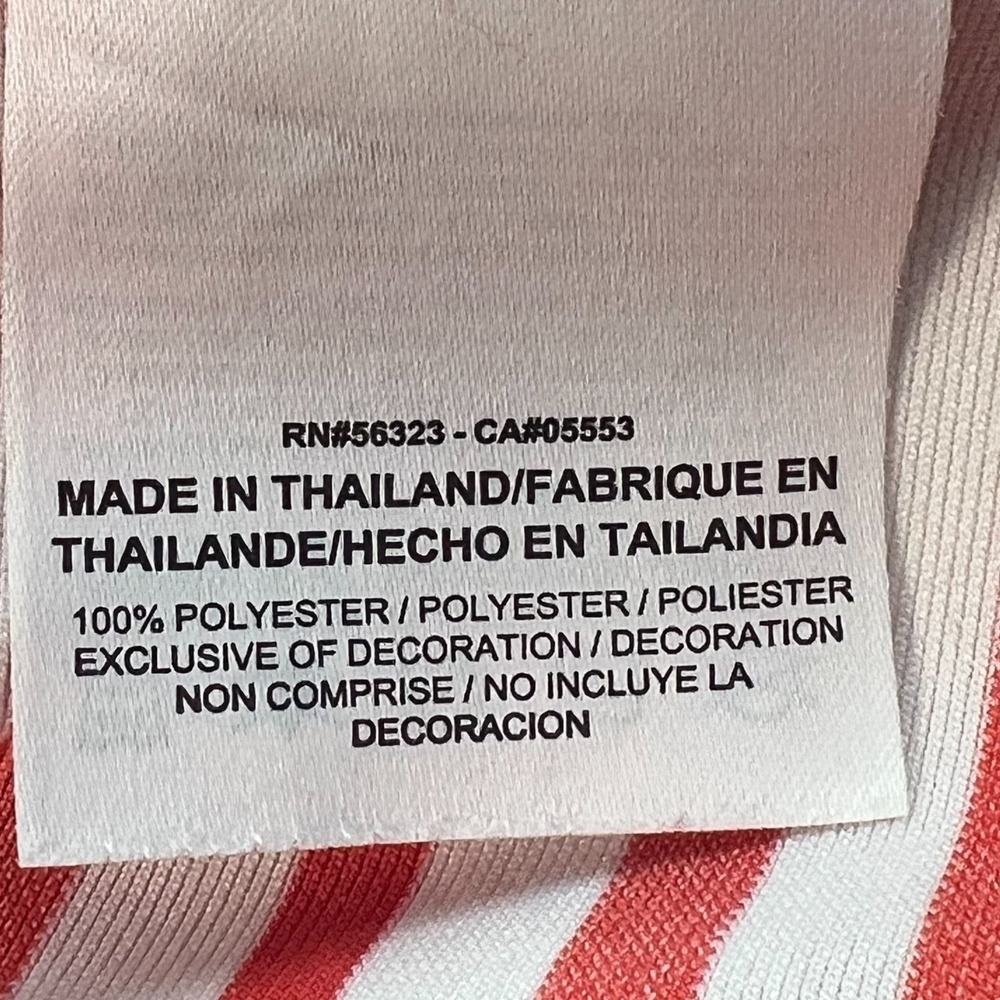 RN#56323 - CA#05553
MADE IN THAILAND/FABRIQUE EN
THAILANDE/HECHO EN TAILANDIA
100% POLYESTER / POLYESTER / POLIESTER
EXCLUSIVE OF DECORATION / DECORATION
NON COMPRISE / NO INCLUYE LA
DECORACION